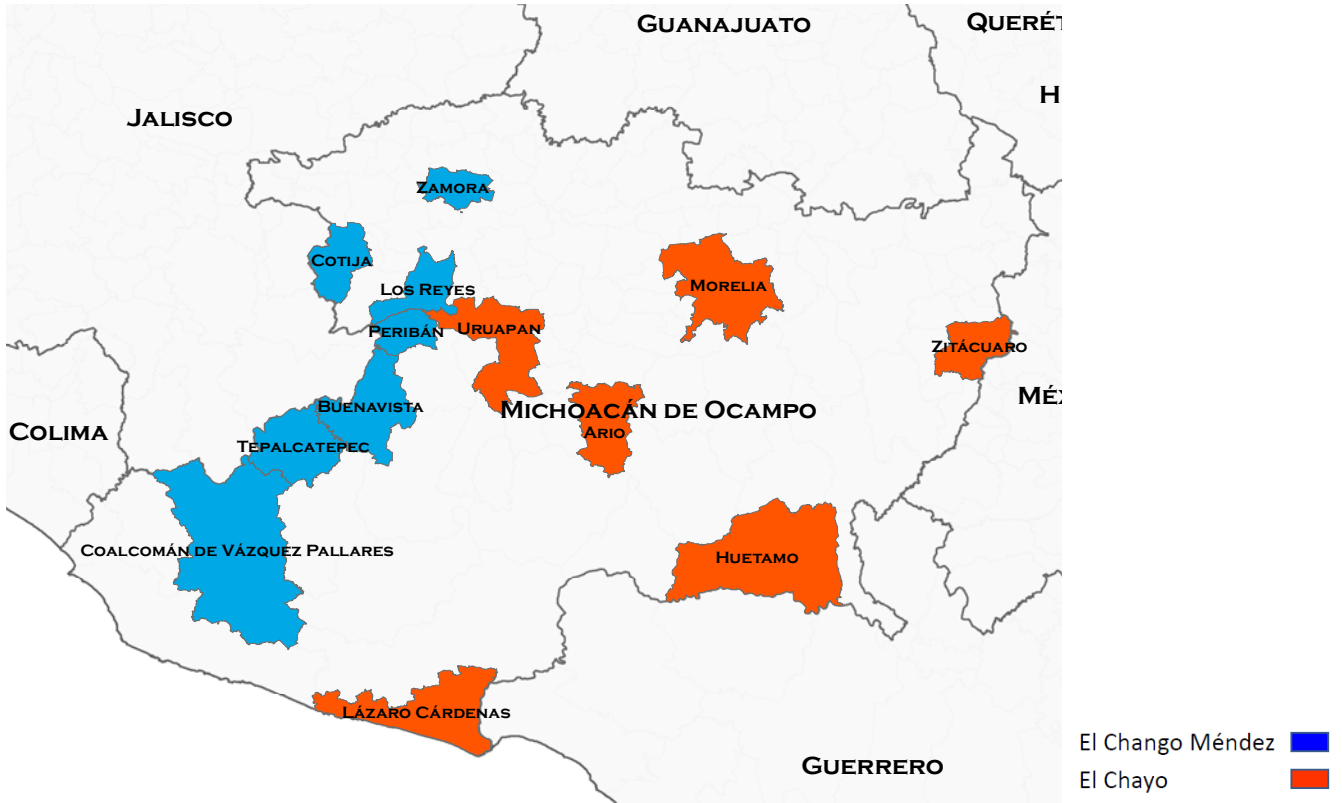 GUANAJUATO
QUERÉT
H
JALISCO
ZAMORA
COTIJA
LOS REYES
MORELIA
PERIBÁN
URUAPAN
ZITÁCUARO
MÉX
BUENAVISTA
MICHOACÁN DE OCAMPO
COLIMA
ARIO
TEPALCATEPEC
COALCOMÁN DE VÁZQUEZ PALLARES
HUETAMO
LÁZARO CÁRDENAS
GUERRERO
El Chango Méndez
El Chayo